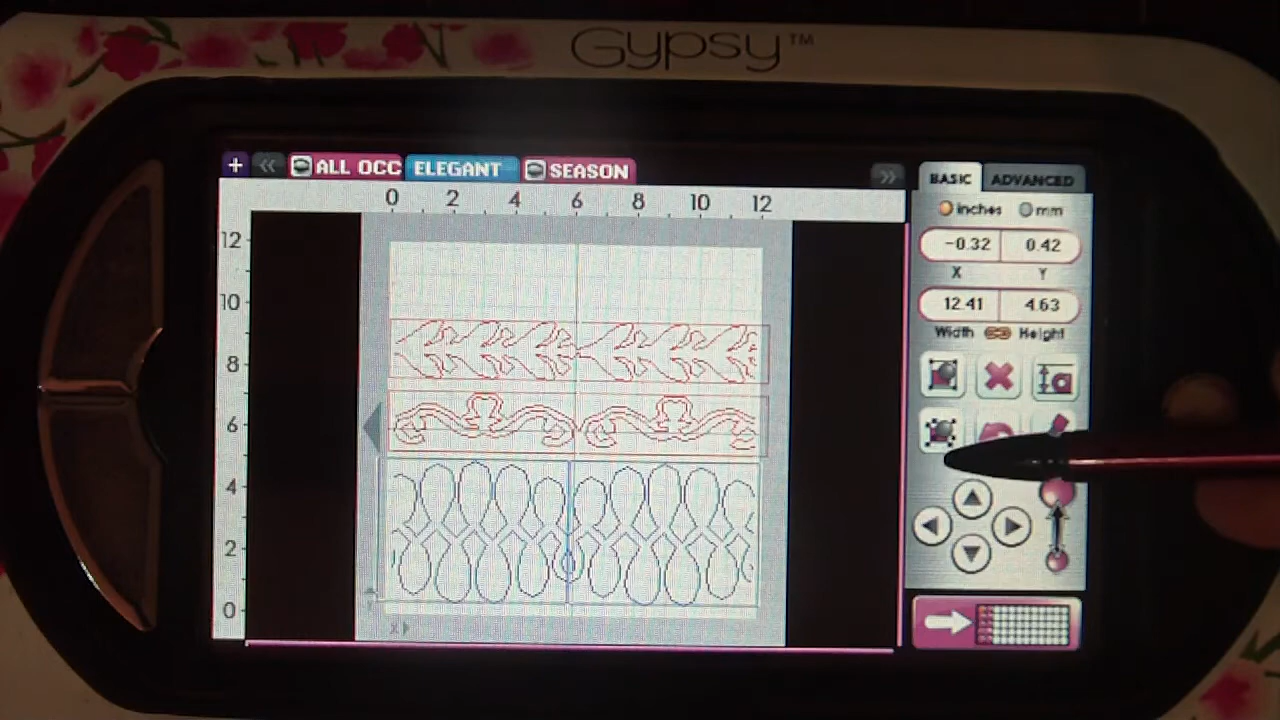 Gypsy™
+ « ALL OCC ELEGANT SEASON »
BASIC ADVANCED
0 2 4 6 8 10 12
inches mm
12
10
8
6
4
2
0
-0.32 0.42
X Y
12.41 4.63
Width Height
X